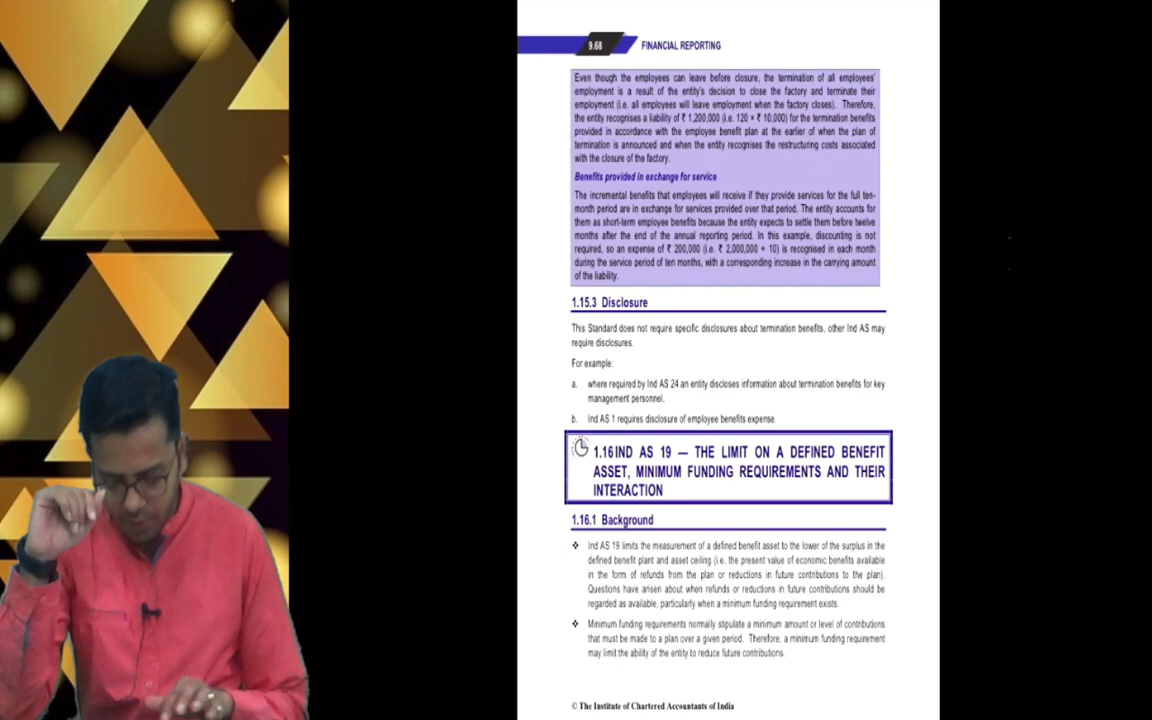 9.68 FINANCIAL REPORTING
Even though the employees can leave before closure, the termination of all employees'
employment is a result of the entity's decision to close the factory and terminate their
employment (i.e. all employees will leave employment when the factory closes). Therefore,
the entity recognises a liability of ₹ 1,200,000 (i.e. 120 × ₹ 10,000) for the termination benefits
provided in accordance with the employee benefit plan at the earlier of when the plan of
termination is announced and when the entity recognises the restructuring costs associated
with the closure of the factory.
Benefits provided in exchange for service
The incremental benefits that employees will receive if they provide services for the full ten-
month period are in exchange for services provided over that period. The entity accounts for
them as short-term employee benefits because the entity expects to settle them before twelve
months after the end of the annual reporting period. In this example, discounting is not
required, so an expense of ₹ 200,000 (i.e. ₹ 2,000,000 ÷ 10) is recognised in each month
during the service period of ten months, with a corresponding increase in the carrying amount
of the liability.
1.15.3 Disclosure
This Standard does not require specific disclosures about termination benefits, other Ind AS may
require disclosures.
For example:
a. where required by Ind AS 24 an entity discloses information about termination benefits for key
management personnel.
b. Ind AS 1 requires disclosure of employee benefits expense.
1.16 IND AS 19 — THE LIMIT ON A DEFINED BENEFIT
ASSET, MINIMUM FUNDING REQUIREMENTS AND THEIR
INTERACTION
1.16.1 Background
❖ Ind AS 19 limits the measurement of a defined benefit asset to the lower of the surplus in the
defined benefit plant and asset ceiling (i.e. the present value of economic benefits available
in the form of refunds from the plan or reductions in future contributions to the plan).
Questions have arisen about when refunds or reductions in future contributions should be
regarded as available, particularly when a minimum funding requirement exists.
❖ Minimum funding requirements normally stipulate a minimum amount or level of contributions
that must be made to a plan over a given period. Therefore, a minimum funding requirement
may limit the ability of the entity to reduce future contributions.
© The Institute of Chartered Accountants of India